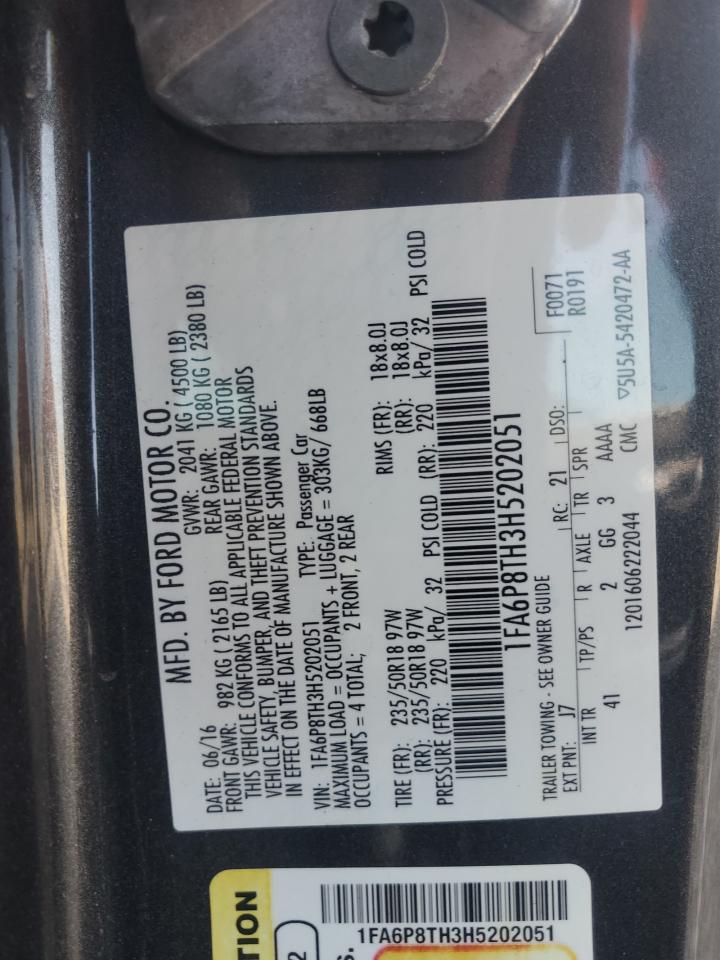 MFD. BY FORD MOTOR CO.
DATE: 06/16 GVWR: 2041 KG ( 4500 LB)
FRONT GAWR: 982 KG ( 2165 LB) REAR GAWR: 1080 KG ( 2380 LB)
THIS VEHICLE CONFORMS TO ALL APPLICABLE FEDERAL MOTOR
VEHICLE SAFETY, BUMPER, AND THEFT PREVENTION STANDARDS
IN EFFECT ON THE DATE OF MANUFACTURE SHOWN ABOVE.
VIN: 1FA6P8TH3H5202051 TYPE: Passenger Car
MAXIMUM LOAD = OCCUPANTS + LUGGAGE = 303KG/ 668LB
OCCUPANTS = 4 TOTAL; 2 FRONT, 2 REAR
TIRE (FR): 235/50R18 97W RIMS (FR): 18x8.0J
(RR): 235/50R18 97W (RR): 18x8.0J
PRESSURE (FR): 220 kPa/ 32 PSI COLD (RR): 220 kPa/ 32 PSI COLD
1FA6P8TH3H5202051
TRAILER TOWING - SEE OWNER GUIDE
EXT PNT: J7 RC: 21 DSO: F0071
R0191
INT TR TP/PS R AXLE TR SPR
41 2 GG 3 AAAA
1201606222044 CMC ▽5U5A-5420472-AA
TION
2
S.
1FA6P8TH3H5202051